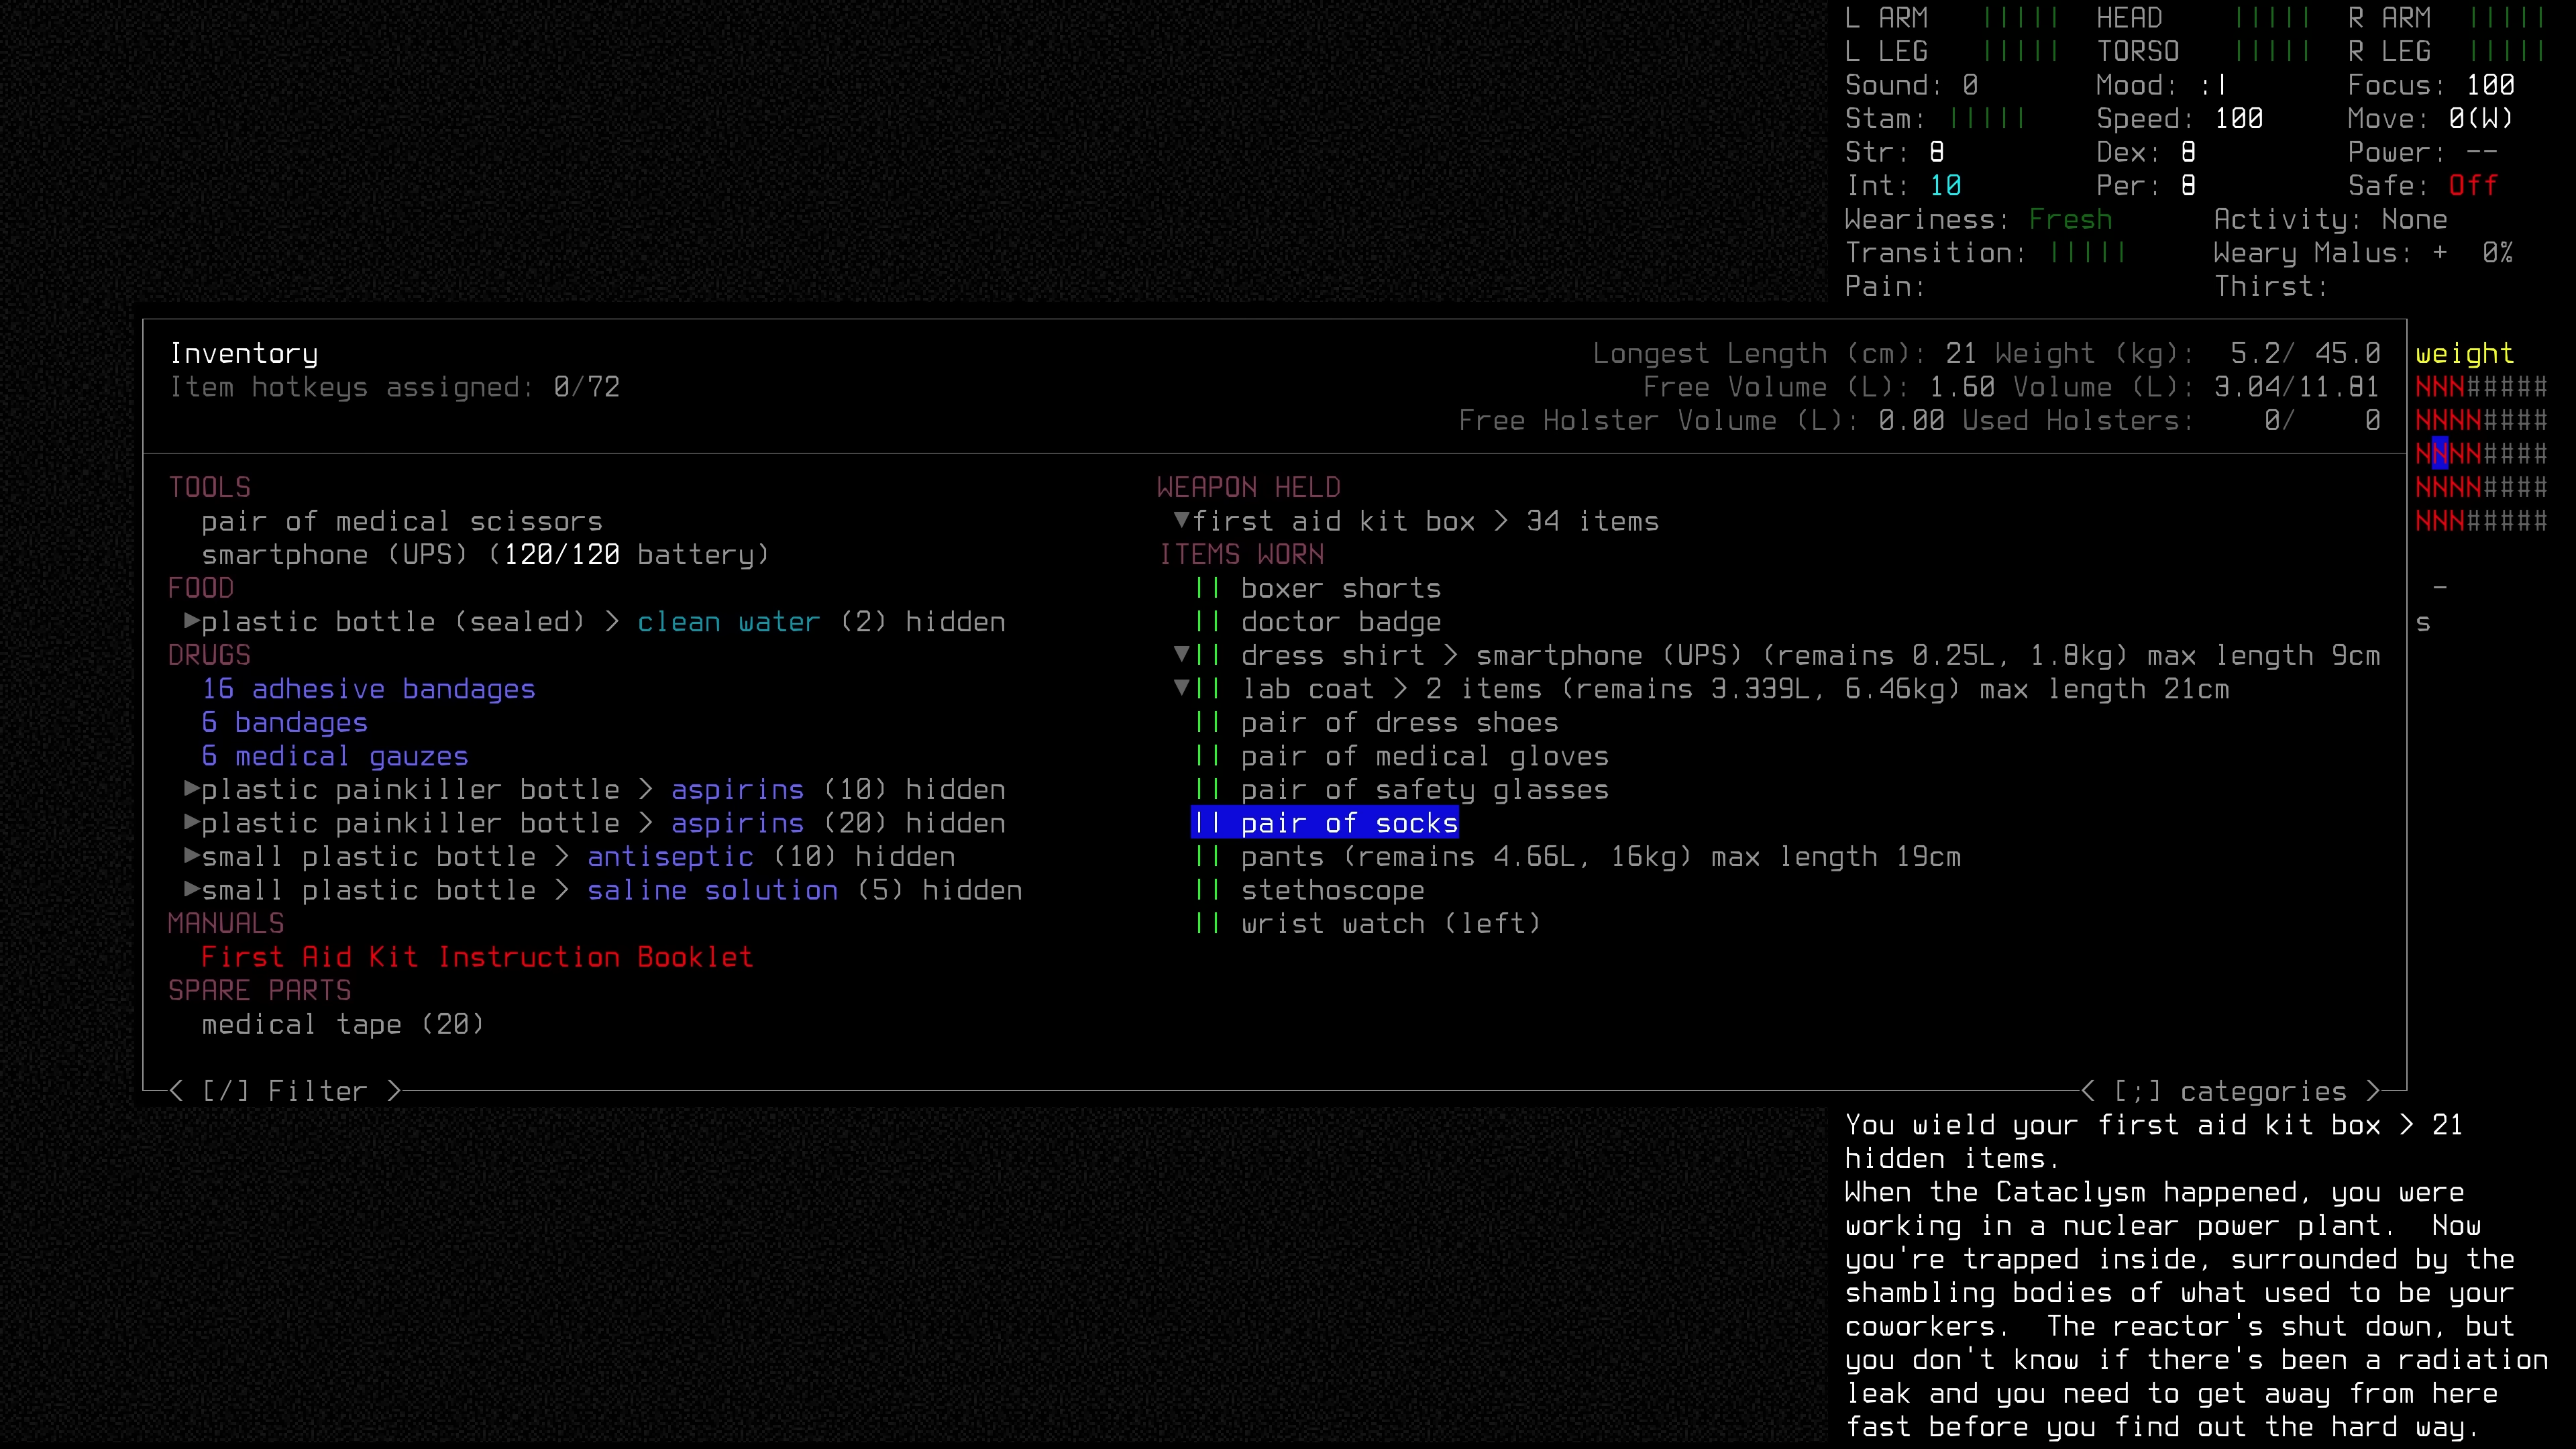 L ARM ||||| HEAD ||||| R ARM |||||
L LEG ||||| TORSO ||||| R LEG |||||
Sound: 0 Mood: :| Focus: 100
Stam: ||||| Speed: 100 Move: 0(W)
Str: 8 Dex: 8 Power: --
Int: 10 Per: 8 Safe: Off
Weariness: Fresh Activity: None
Transition: ||||| Weary Malus: + 0%
Pain: Thirst:
Inventory
Item hotkeys assigned: 0/72
Longest Length (cm): 21 Weight (kg): 5.2/ 45.0
Free Volume (L): 1.60 Volume (L): 3.04/11.81
Free Holster Volume (L): 0.00 Used Holsters: 0/ 0
weight
NNN#####
NNNN####
NNNN####
NNNN####
NNN#####
-
s
TOOLS
pair of medical scissors
smartphone (UPS) (120/120 battery)
FOOD
▶plastic bottle (sealed) > clean water (2) hidden
DRUGS
16 adhesive bandages
6 bandages
6 medical gauzes
▶plastic painkiller bottle > aspirins (10) hidden
▶plastic painkiller bottle > aspirins (20) hidden
▶small plastic bottle > antiseptic (10) hidden
▶small plastic bottle > saline solution (5) hidden
MANUALS
First Aid Kit Instruction Booklet
SPARE PARTS
medical tape (20)
WEAPON HELD
▼first aid kit box > 34 items
ITEMS WORN
|| boxer shorts
|| doctor badge
▼|| dress shirt > smartphone (UPS) (remains 0.25L, 1.8kg) max length 9cm
▼|| lab coat > 2 items (remains 3.339L, 6.46kg) max length 21cm
|| pair of dress shoes
|| pair of medical gloves
|| pair of safety glasses
|| pair of socks
|| pants (remains 4.66L, 16kg) max length 19cm
|| stethoscope
|| wrist watch (left)
< [/] Filter >
< [;] categories >
You wield your first aid kit box > 21
hidden items.
When the Cataclysm happened, you were
working in a nuclear power plant. Now
you're trapped inside, surrounded by the
shambling bodies of what used to be your
coworkers. The reactor's shut down, but
you don't know if there's been a radiation
leak and you need to get away from here
fast before you find out the hard way.